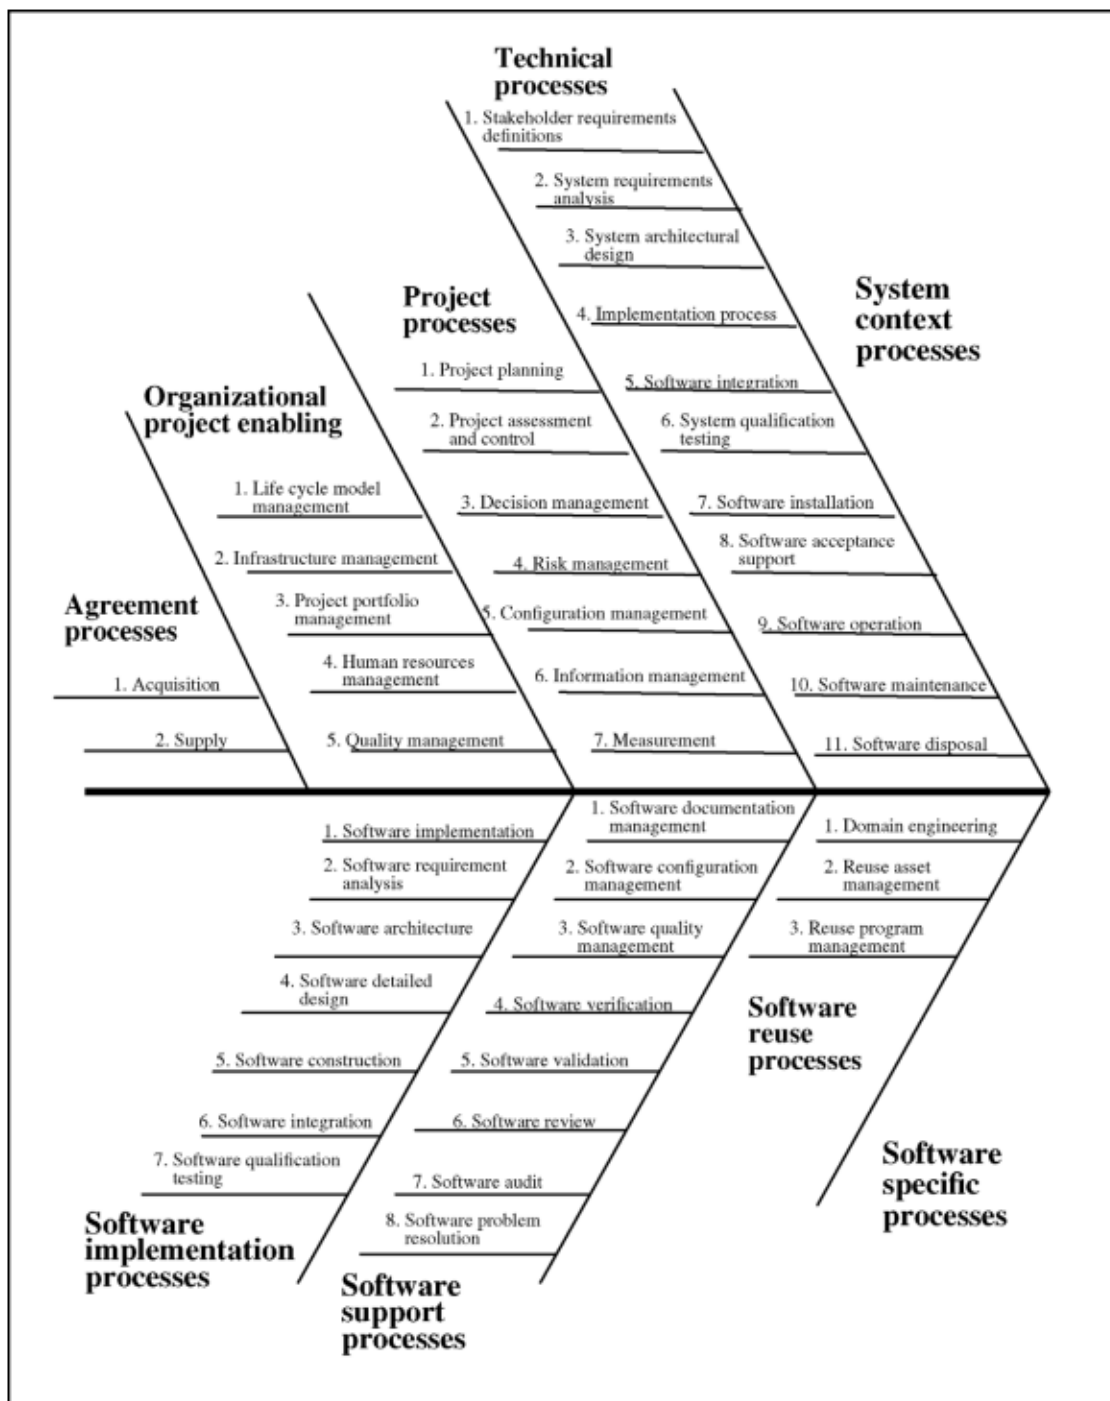 Technical
processes
1. Stakeholder requirements
definitions
2. System requirements
analysis
3. System architectural
design
4. Implementation process
5. Software integration
6. System qualification
testing
7. Software installation
8. Software acceptance
support
9. Software operation
10. Software maintenance
11. Software disposal
System
context
processes
Project
processes
1. Project planning
2. Project assessment
and control
3. Decision management
4. Risk management
5. Configuration management
6. Information management
7. Measurement
Organizational
project enabling
1. Life cycle model
management
2. Infrastructure management
3. Project portfolio
management
4. Human resources
management
5. Quality management
Agreement
processes
1. Acquisition
2. Supply
1. Software implementation
2. Software requirement
analysis
3. Software architecture
4. Software detailed
design
5. Software construction
6. Software integration
7. Software qualification
testing
Software
implementation
processes
1. Software documentation
management
2. Software configuration
management
3. Software quality
management
4. Software verification
5. Software validation
6. Software review
7. Software audit
8. Software problem
resolution
Software
support
processes
1. Domain engineering
2. Reuse asset
management
3. Reuse program
management
Software
reuse
processes
Software
specific
processes